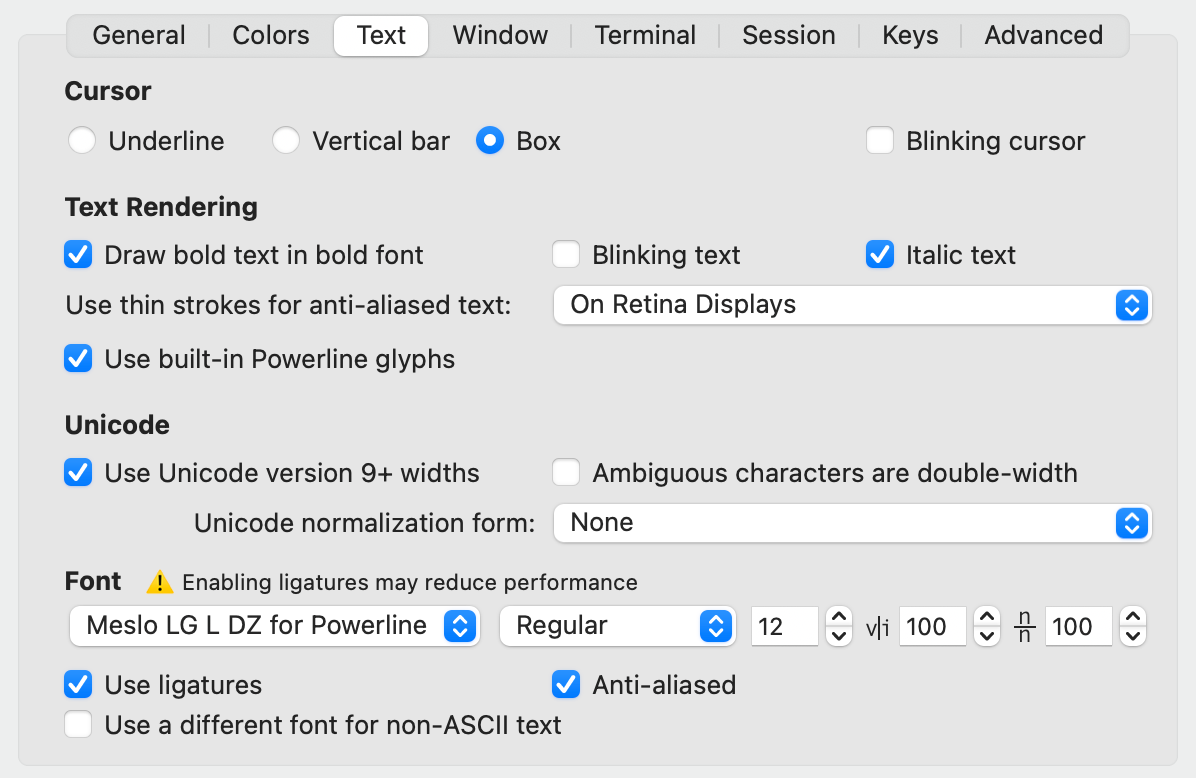 General Colors Text Window Terminal Session Keys Advanced
Cursor
Underline Vertical bar Box Blinking cursor
Text Rendering
Draw bold text in bold font Blinking text Italic text
Use thin strokes for anti-aliased text: On Retina Displays
Use built-in Powerline glyphs
Unicode
Use Unicode version 9+ widths Ambiguous characters are double-width
Unicode normalization form: None
Font Enabling ligatures may reduce performance
Meslo LG L DZ for Powerline Regular 12 v|i 100 n/n 100
Use ligatures Anti-aliased
Use a different font for non-ASCII text